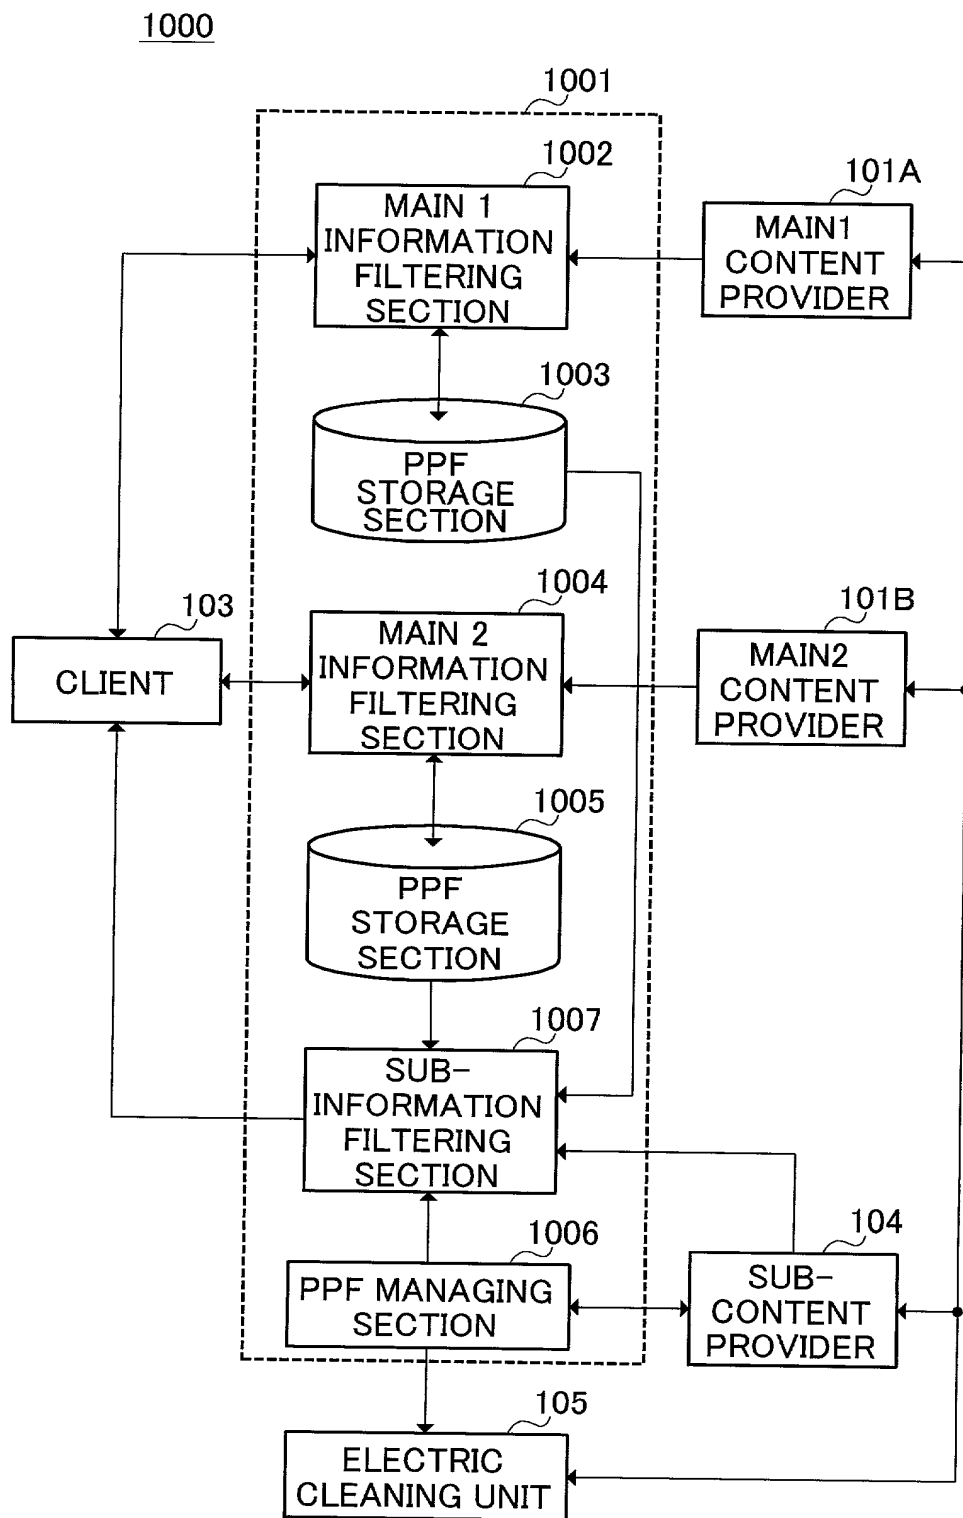 1000
1001
1002
MAIN 1
INFORMATION
FILTERING
SECTION
101A
MAIN1
CONTENT
PROVIDER
1003
PPF
STORAGE
SECTION
1004
MAIN 2
INFORMATION
FILTERING
SECTION
103
CLIENT
101B
MAIN2
CONTENT
PROVIDER
1005
PPF
STORAGE
SECTION
1007
SUB-
INFORMATION
FILTERING
SECTION
1006
PPF MANAGING
SECTION
104
SUB-
CONTENT
PROVIDER
105
ELECTRIC
CLEANING UNIT